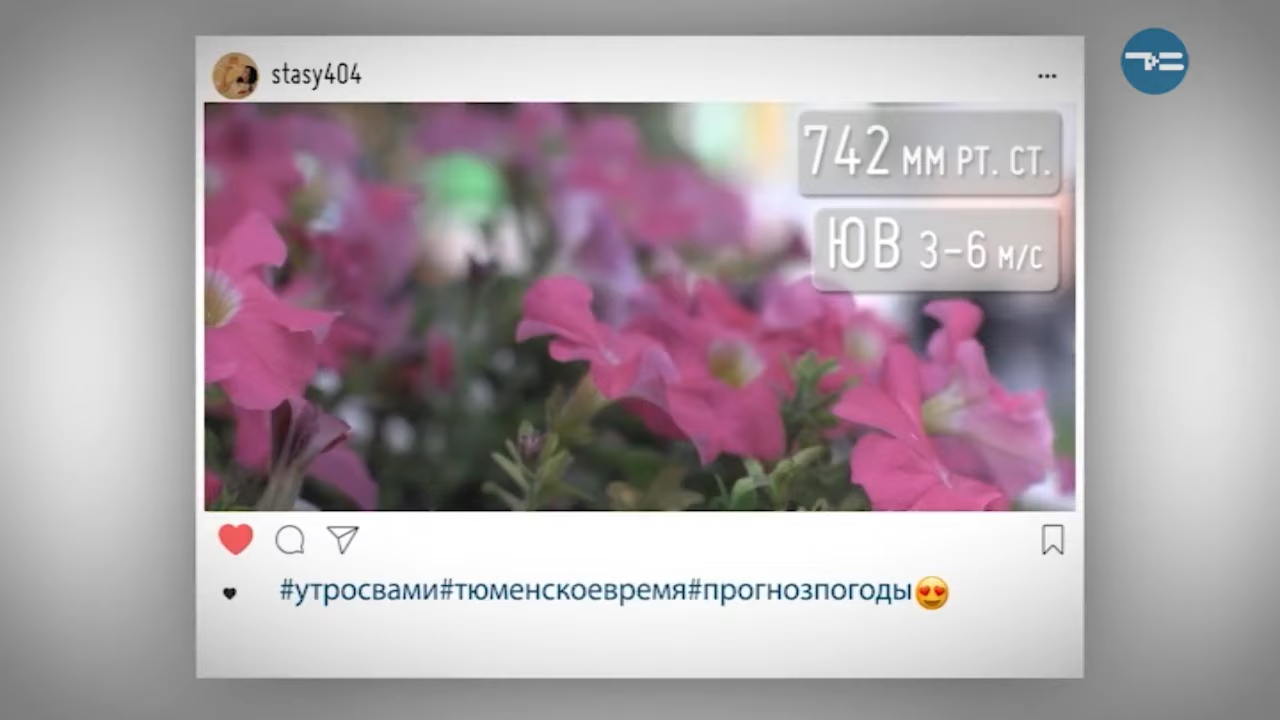 stasy404
742 ММ РТ. СТ.
ЮВ 3-6 М/С
#утросвами#тюменскоевремя#прогнозпогоды😍